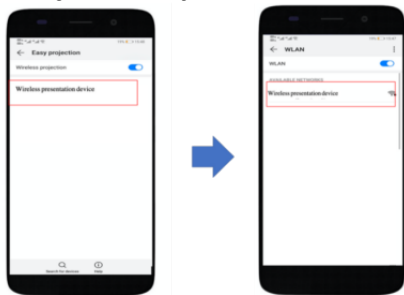 Easy projection
Wireless projection
Wireless presentation device
Search for devices
Help
WLAN
WLAN
AVAILABLE NETWORKS
Wireless presentation device